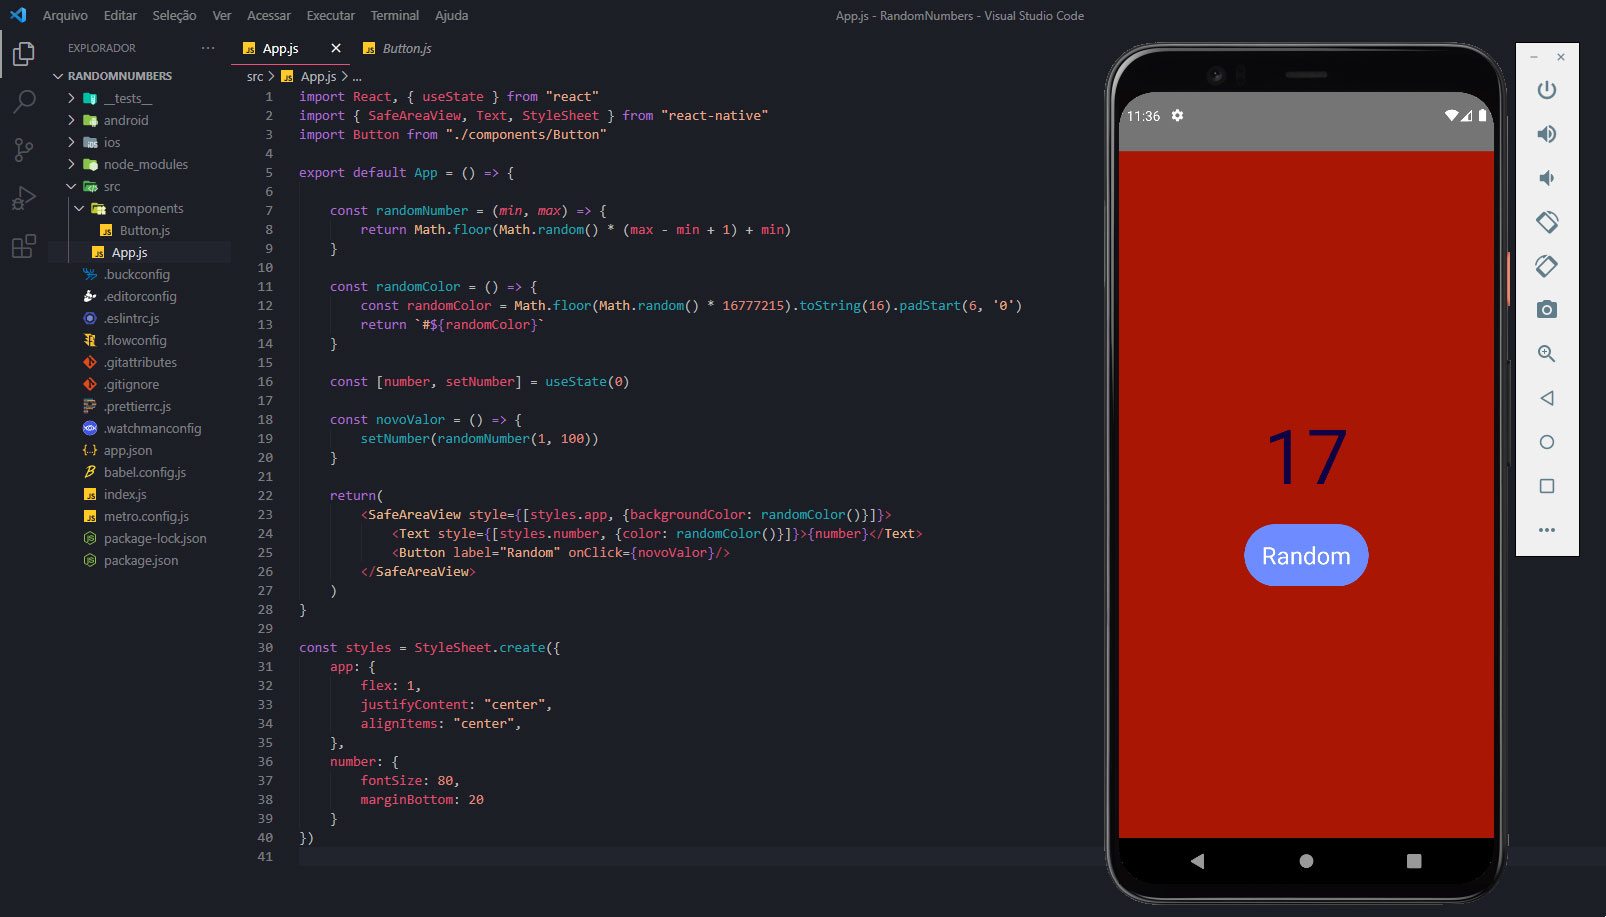 Arquivo Editar Seleção Ver Acessar Executar Terminal Ajuda
App.js - RandomNumbers - Visual Studio Code
EXPLORADOR ···
RANDOMNUMBERS
__tests__
android
ios
node_modules
src
components
Button.js
App.js
.buckconfig
.editorconfig
.eslintrc.js
.flowconfig
.gitattributes
.gitignore
.prettierrc.js
.watchmanconfig
app.json
babel.config.js
index.js
metro.config.js
package-lock.json
package.json
App.js Button.js
src > App.js > ...
1 import React, { useState } from "react"
2 import { SafeAreaView, Text, StyleSheet } from "react-native"
3 import Button from "./components/Button"
4
5 export default App = () => {
6
7     const randomNumber = (min, max) => {
8         return Math.floor(Math.random() * (max - min + 1) + min)
9     }
10
11     const randomColor = () => {
12         const randomColor = Math.floor(Math.random() * 16777215).toString(16).padStart(6, '0')
13         return `#${randomColor}`
14     }
15
16     const [number, setNumber] = useState(0)
17
18     const novoValor = () => {
19         setNumber(randomNumber(1, 100))
20     }
21
22     return(
23         <SafeAreaView style={[styles.app, {backgroundColor: randomColor()}]}>
24             <Text style={[styles.number, {color: randomColor()}]}>{number}</Text>
25             <Button label="Random" onClick={novoValor}/>
26         </SafeAreaView>
27     )
28 }
29
30 const styles = StyleSheet.create({
31     app: {
32         flex: 1,
33         justifyContent: "center",
34         alignItems: "center",
35     },
36     number: {
37         fontSize: 80,
38         marginBottom: 20
39     }
40 })
41
11:36
17
Random